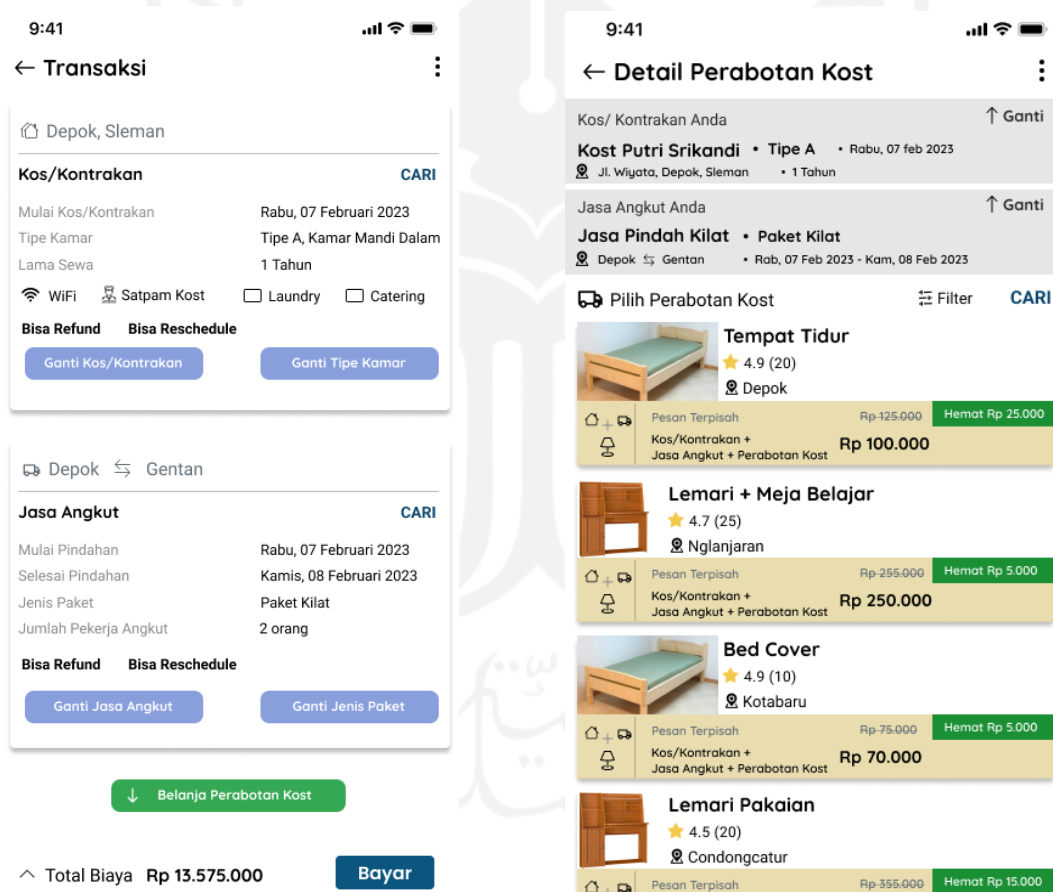 9:41
Transaksi
Depok, Sleman
Kos/Kontrakan CARI
Mulai Kos/Kontrakan Rabu, 07 Februari 2023
Tipe Kamar Tipe A, Kamar Mandi Dalam
Lama Sewa 1 Tahun
WiFi Satpam Kost Laundry Catering
Bisa Refund Bisa Reschedule
Ganti Kos/Kontrakan Ganti Tipe Kamar
Depok Gentan
Jasa Angkut CARI
Mulai Pindahan Rabu, 07 Februari 2023
Selesai Pindahan Kamis, 08 Februari 2023
Jenis Paket Paket Kilat
Jumlah Pekerja Angkut 2 orang
Bisa Refund Bisa Reschedule
Ganti Jasa Angkut Ganti Jenis Paket
Belanja Perabotan Kost
Total Biaya Rp 13.575.000 Bayar
9:41
Detail Perabotan Kost
Kos/ Kontrakan Anda Ganti
Kost Putri Srikandi • Tipe A • Rabu, 07 feb 2023
Jl. Wiyata, Depok, Sleman • 1 Tahun
Jasa Angkut Anda Ganti
Jasa Pindah Kilat • Paket Kilat
Depok Gentan • Rab, 07 Feb 2023 - Kam, 08 Feb 2023
Pilih Perabotan Kost Filter CARI
Tempat Tidur
4.9 (20)
Depok
Pesan Terpisah Rp 125.000 Hemat Rp 25.000
Kos/Kontrakan +
Jasa Angkut + Perabotan Kost Rp 100.000
Lemari + Meja Belajar
4.7 (25)
Nglanjaran
Pesan Terpisah Rp 255.000 Hemat Rp 5.000
Kos/Kontrakan +
Jasa Angkut + Perabotan Kost Rp 250.000
Bed Cover
4.9 (10)
Kotabaru
Pesan Terpisah Rp 75.000 Hemat Rp 5.000
Kos/Kontrakan +
Jasa Angkut + Perabotan Kost Rp 70.000
Lemari Pakaian
4.5 (20)
Condongcatur
Pesan Terpisah Rp 355.000 Hemat Rp 15.000